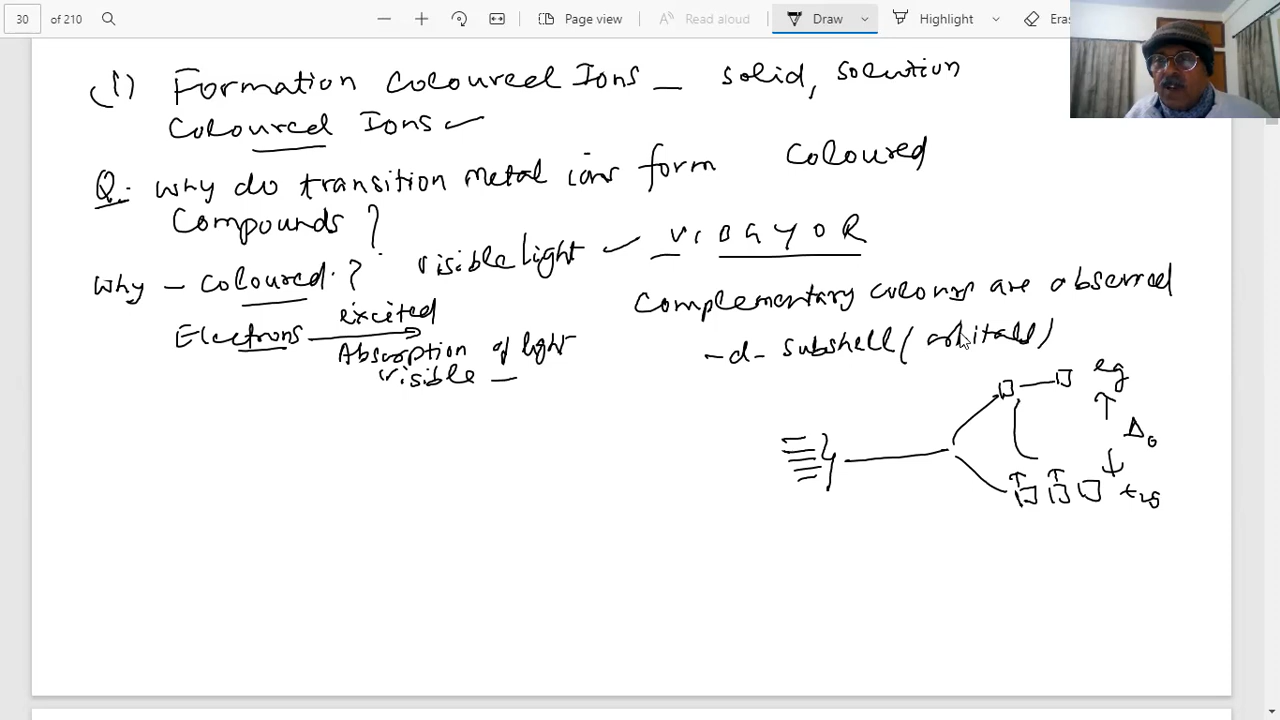 30 of 210 Page view Read aloud Draw Highlight Eras
(1) Formation Coloured Ions – solid, solution
Coloured Ions ✓
Q:- Why do transition Metal ions form Coloured
Compounds?
Why – Coloured ? visible light ✓ VIBGYOR
Electrons excited → Absorption of light
visible –
Complementary colours are observed
-d- subshell ( orbitals )
eg
Δo
t2g